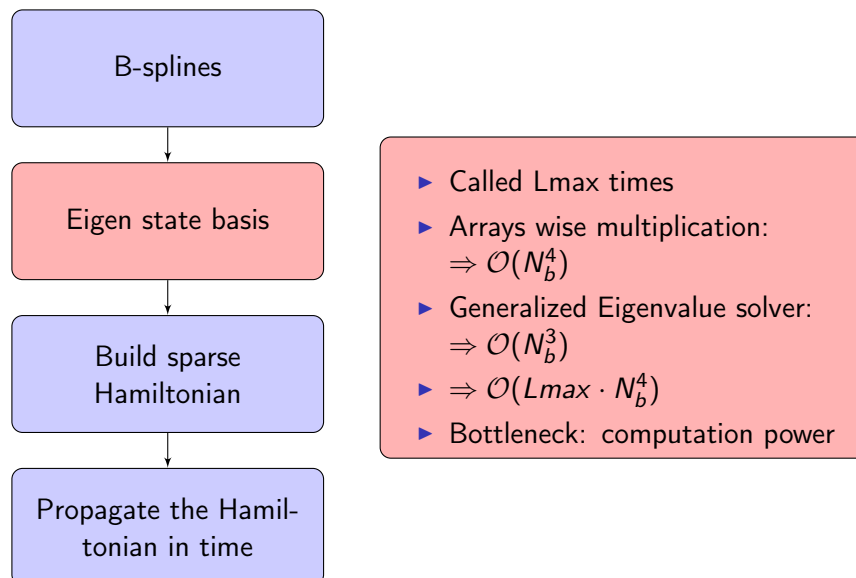 B-splines
Eigen state basis
Build sparse
Hamiltonian
Propagate the Hamil-
tonian in time
▶ Called Lmax times
▶ Arrays wise multiplication:
⇒ 𝒪(N_b^4)
▶ Generalized Eigenvalue solver:
⇒ 𝒪(N_b^3)
▶ ⇒ 𝒪(Lmax · N_b^4)
▶ Bottleneck: computation power